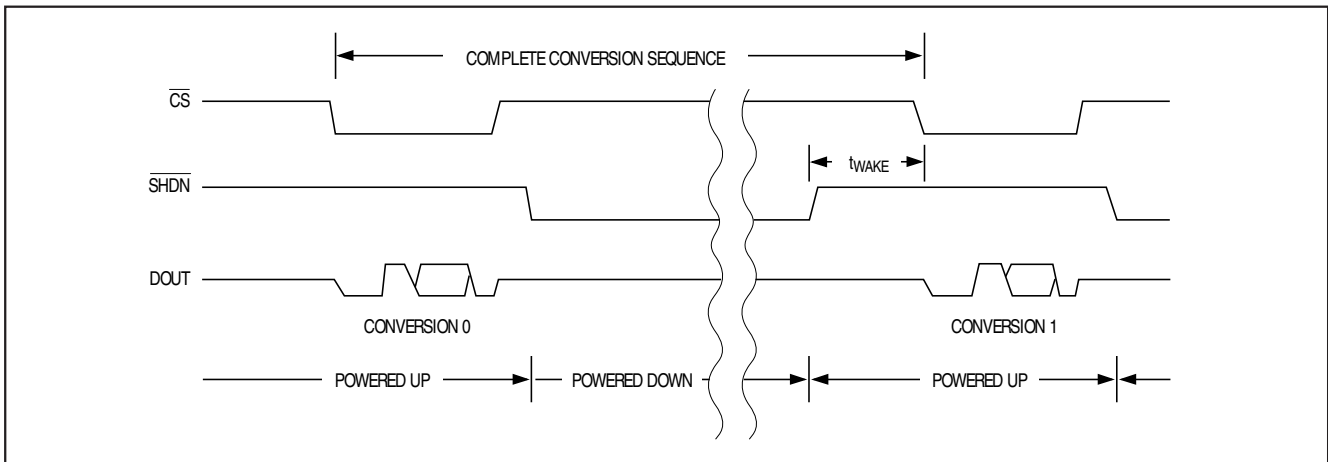 COMPLETE CONVERSION SEQUENCE
CS
tWAKE
SHDN
DOUT
CONVERSION 0
CONVERSION 1
POWERED UP
POWERED DOWN
POWERED UP